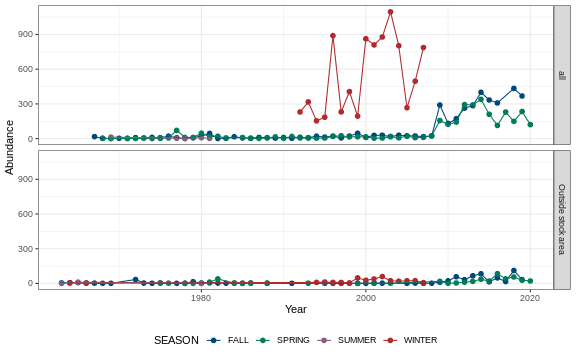 900
600
300
0
all
Abundance
900
600
300
0
Outside stock area
1980
2000
2020
Year
SEASON FALL SPRING SUMMER WINTER